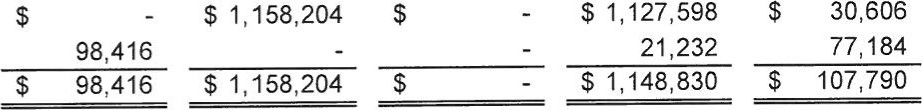 $ - $ 1,158,204 $ - $ 1,127,598 $ 30,606
98,416 - - 21,232 77,184
$ 98,416 $ 1,158,204 $ - $ 1,148,830 $ 107,790